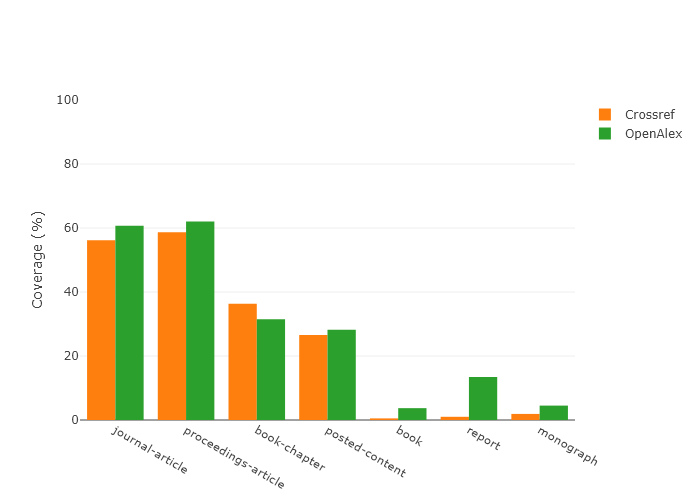 100
80
60
40
20
0
Coverage (%)
journal-article
proceedings-article
book-chapter
posted-content
book
report
monograph
Crossref
OpenAlex